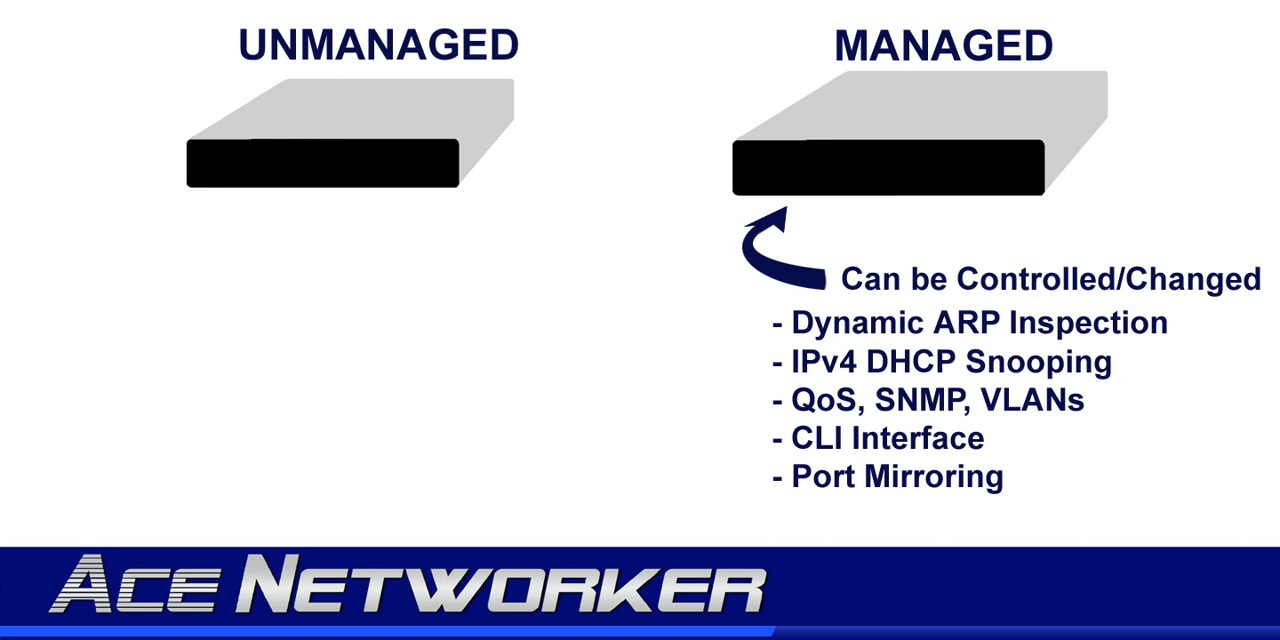 UNMANAGED
MANAGED
Can be Controlled/Changed
- Dynamic ARP Inspection
- IPv4 DHCP Snooping
- QoS, SNMP, VLANs
- CLI Interface
- Port Mirroring
ACE NETWORKER